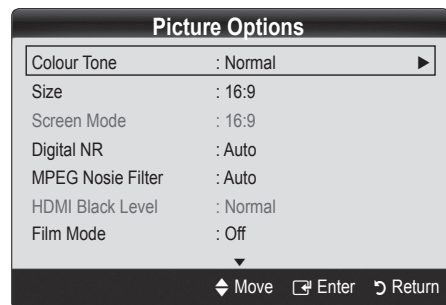 Picture Options
Colour Tone : Normal
Size : 16:9
Screen Mode : 16:9
Digital NR : Auto
MPEG Nosie Filter : Auto
HDMI Black Level : Normal
Film Mode : Off
Move Enter Return